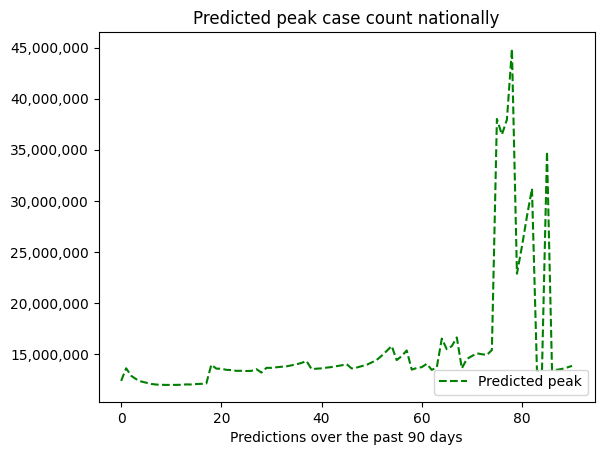 Predicted peak case count nationally
45,000,000
40,000,000
35,000,000
30,000,000
25,000,000
20,000,000
15,000,000
Predicted peak
0 20 40 60 80
Predictions over the past 90 days